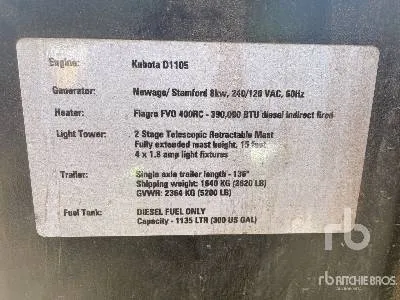 Engine: Kubota D1105
Generator: Newage/ Stamford 8kw, 240/120 VAC, 60Hz
Heater: Flagro FVO 400RC - 390,000 BTU diesel indirect fired
Light Tower: 2 Stage Telescopic Retractable Mast
Fully extended mast height, 15 feet
4 x 1.8 amp light fixtures
Trailer: Single axle trailer length - 136"
Shipping weight: 1640 KG (3620 LB)
GVWR: 2364 KG (5200 LB)
Fuel Tank: DIESEL FUEL ONLY
Capacity - 1135 LTR (300 US GAL)
rb
rb RITCHIE BROS.